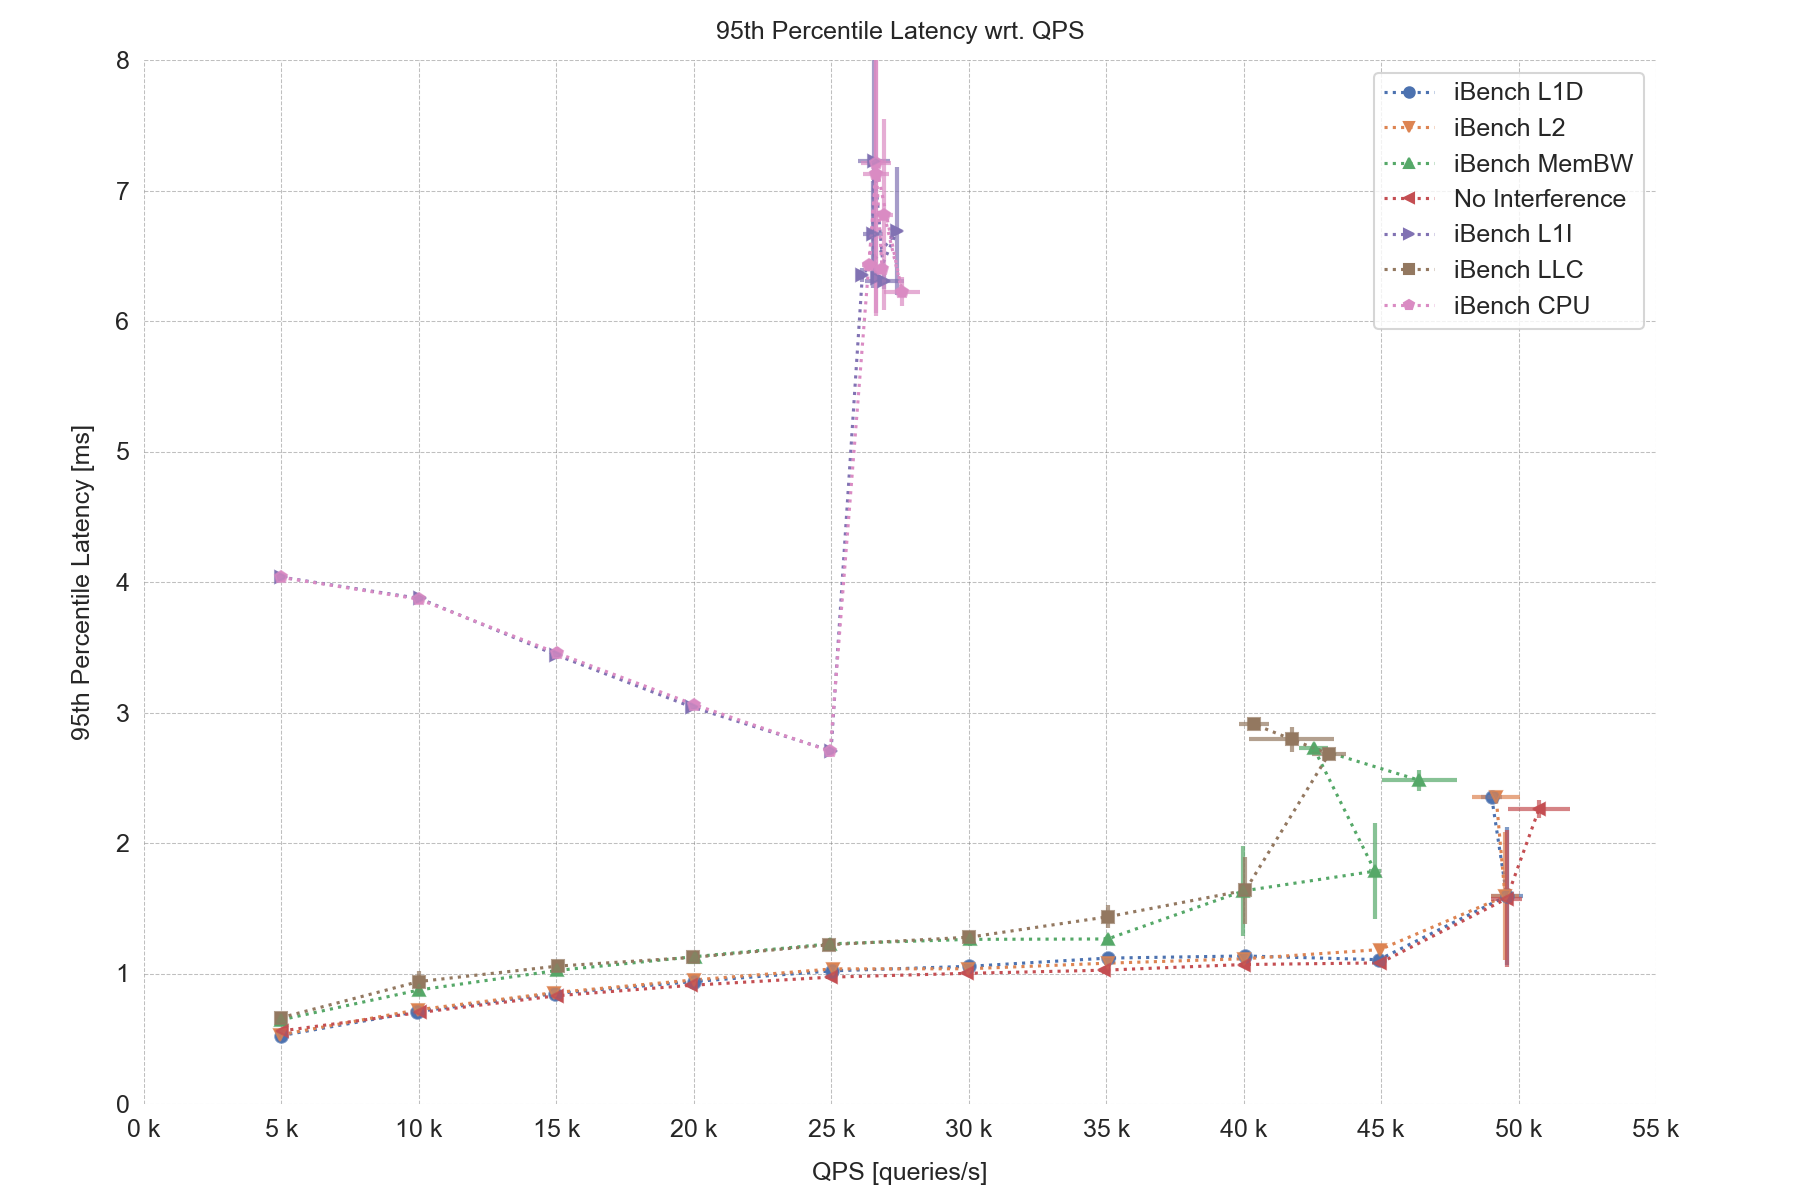 95th Percentile Latency wrt. QPS
8
7
6
5
4
3
2
1
0
95th Percentile Latency [ms]
iBench L1D
iBench L2
iBench MemBW
No Interference
iBench L1I
iBench LLC
iBench CPU
0 k 5 k 10 k 15 k 20 k 25 k 30 k 35 k 40 k 45 k 50 k 55 k
QPS [queries/s]